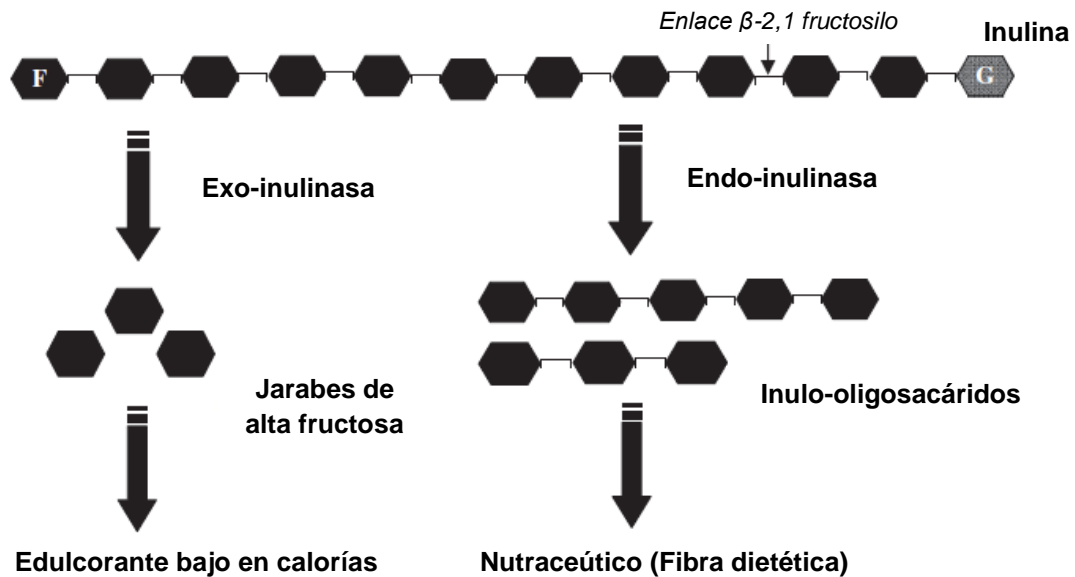 Enlace β-2,1 fructosilo
Inulina
F
G
Exo-inulinasa
Endo-inulinasa
Jarabes de
alta fructosa
Inulo-oligosacáridos
Edulcorante bajo en calorías
Nutraceútico (Fibra dietética)